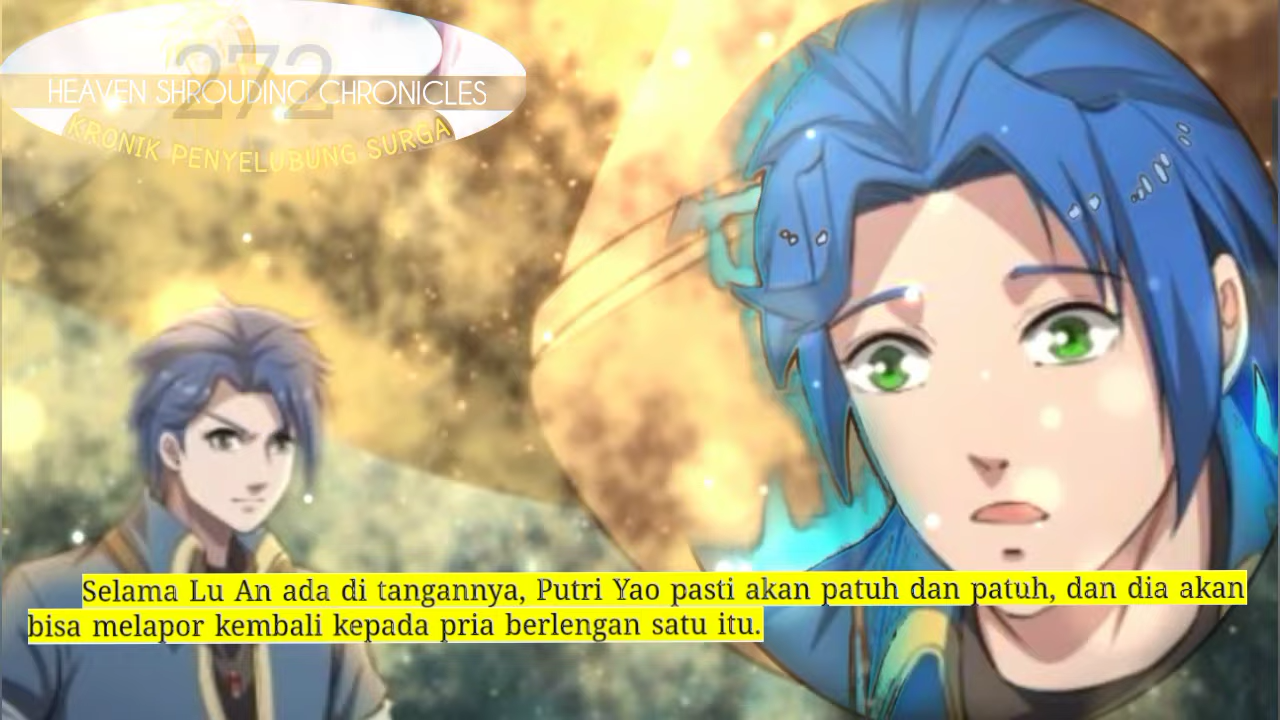 272
HEAVEN SHROUDING CHRONICLES
KRONIK PENYELUBUNG SURGA
Selama Lu An ada di tangannya, Putri Yao pasti akan patuh dan patuh, dan dia akan
bisa melapor kembali kepada pria berlengan satu itu.